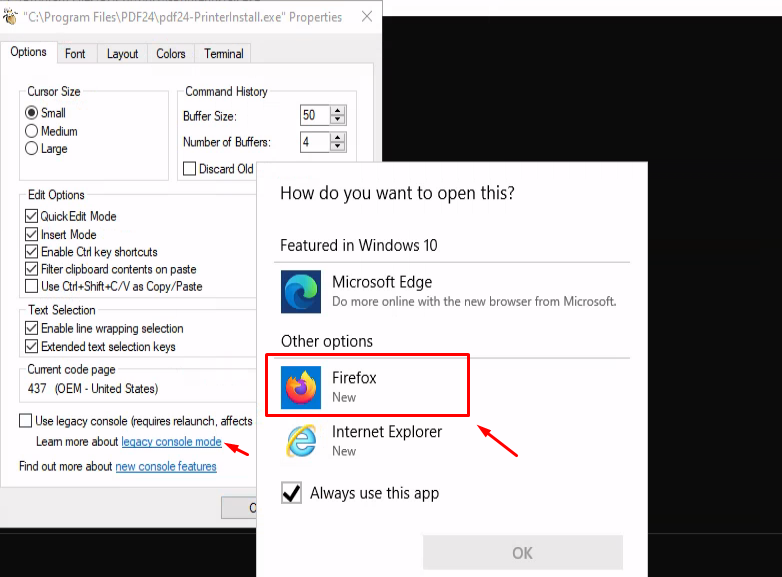 "C:\Program Files\PDF24\pdf24-PrinterInstall.exe" Properties
Options
Font
Layout
Colors
Terminal
Cursor Size
Small
Medium
Large
Command History
Buffer Size:
50
Number of Buffers:
4
Discard Old
Edit Options
QuickEdit Mode
Insert Mode
Enable Ctrl key shortcuts
Filter clipboard contents on paste
Use Ctrl+Shift+C/V as Copy/Paste
Text Selection
Enable line wrapping selection
Extended text selection keys
Current code page
437 (OEM - United States)
Use legacy console (requires relaunch, affects
Learn more about legacy console mode
Find out more about new console features
How do you want to open this?
Featured in Windows 10
Microsoft Edge
Do more online with the new browser from Microsoft.
Other options
Firefox
New
Internet Explorer
New
Always use this app
OK